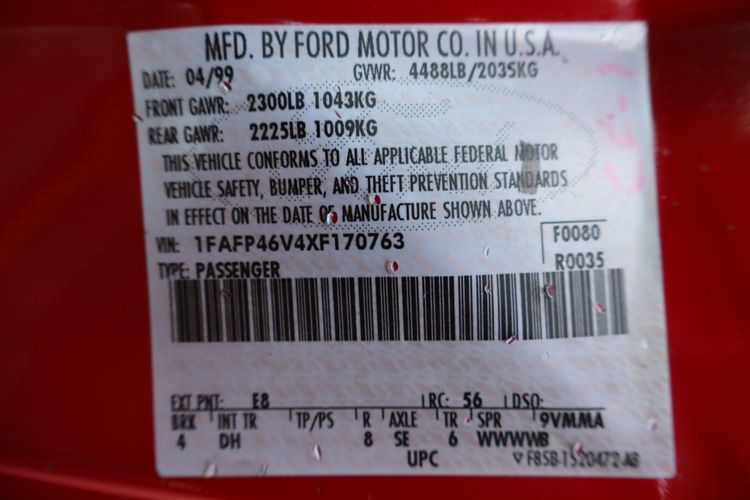 MFD. BY FORD MOTOR CO. IN U.S.A.
DATE: 04/99 GVWR: 4488LB/2035KG
FRONT GAWR: 2300LB 1043KG
REAR GAWR: 2225LB 1009KG
THIS VEHICLE CONFORMS TO ALL APPLICABLE FEDERAL MOTOR
VEHICLE SAFETY, BUMPER, AND THEFT PREVENTION STANDARDS
IN EFFECT ON THE DATE OF MANUFACTURE SHOWN ABOVE.
VIN: 1FAFP46V4XF170763 F0080
TYPE: PASSENGER R0035
EXT PNT: E8 RC: 56 DSO:
BRK INT TR TP/PS R AXLE TR SPR 9VMMA
4 DH 8 SE 6 WWWWB
UPC ▽ F85B-1520472-AB